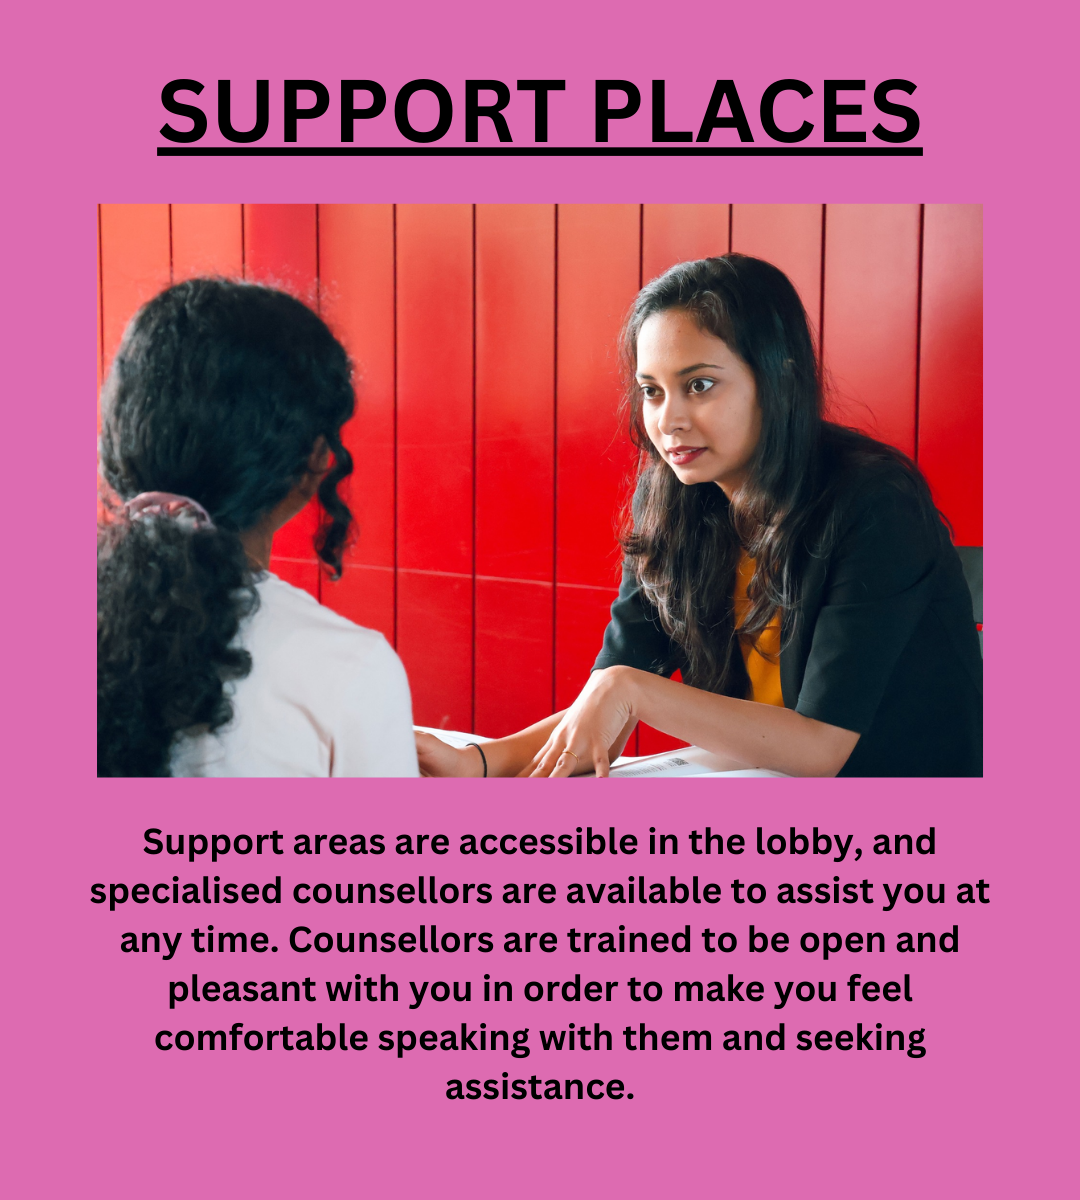 SUPPORT PLACES
Support areas are accessible in the lobby, and
specialised counsellors are available to assist you at
any time. Counsellors are trained to be open and
pleasant with you in order to make you feel
comfortable speaking with them and seeking
assistance.